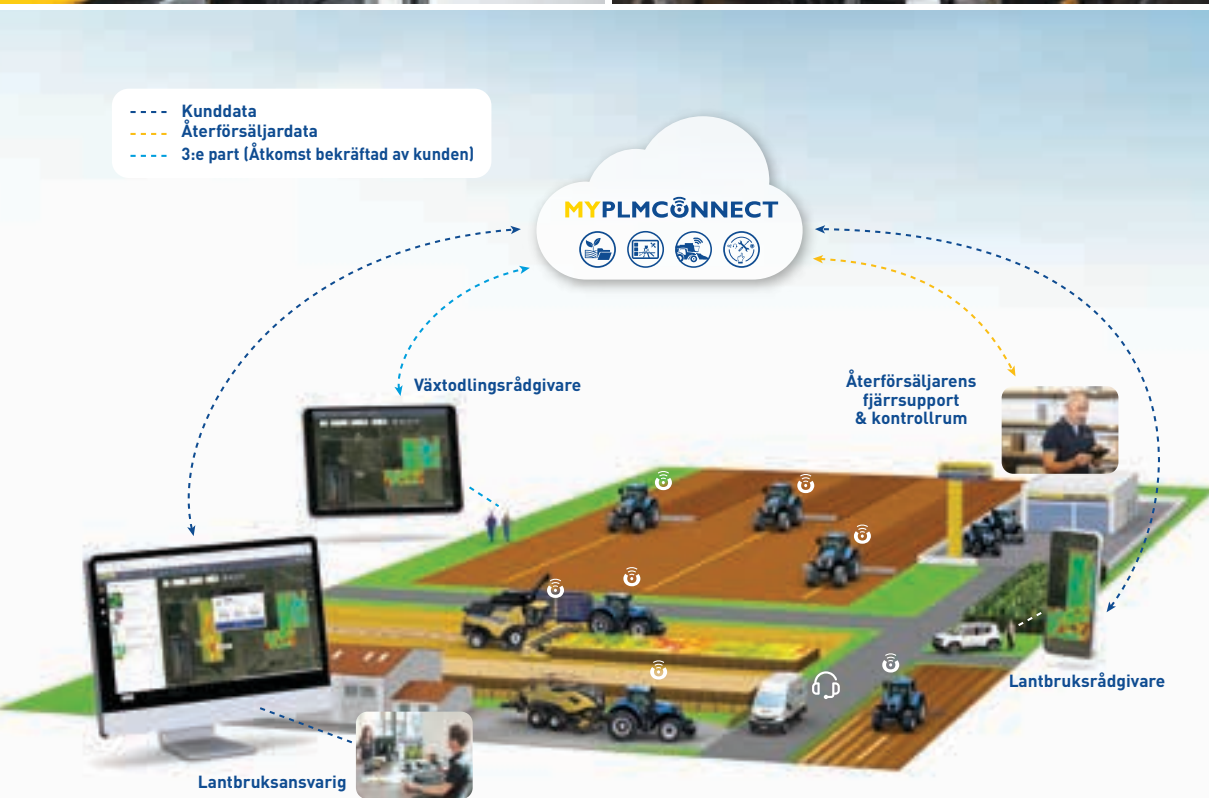 Kunddata
Återförsäljardata
3:e part (Åtkomst bekräftad av kunden)
MYPLMCONNECT
Växtodlingsrådgivare
Återförsäljarens
fjärrsupport
& kontrollrum
Lantbruksrådgivare
Lantbruksansvarig